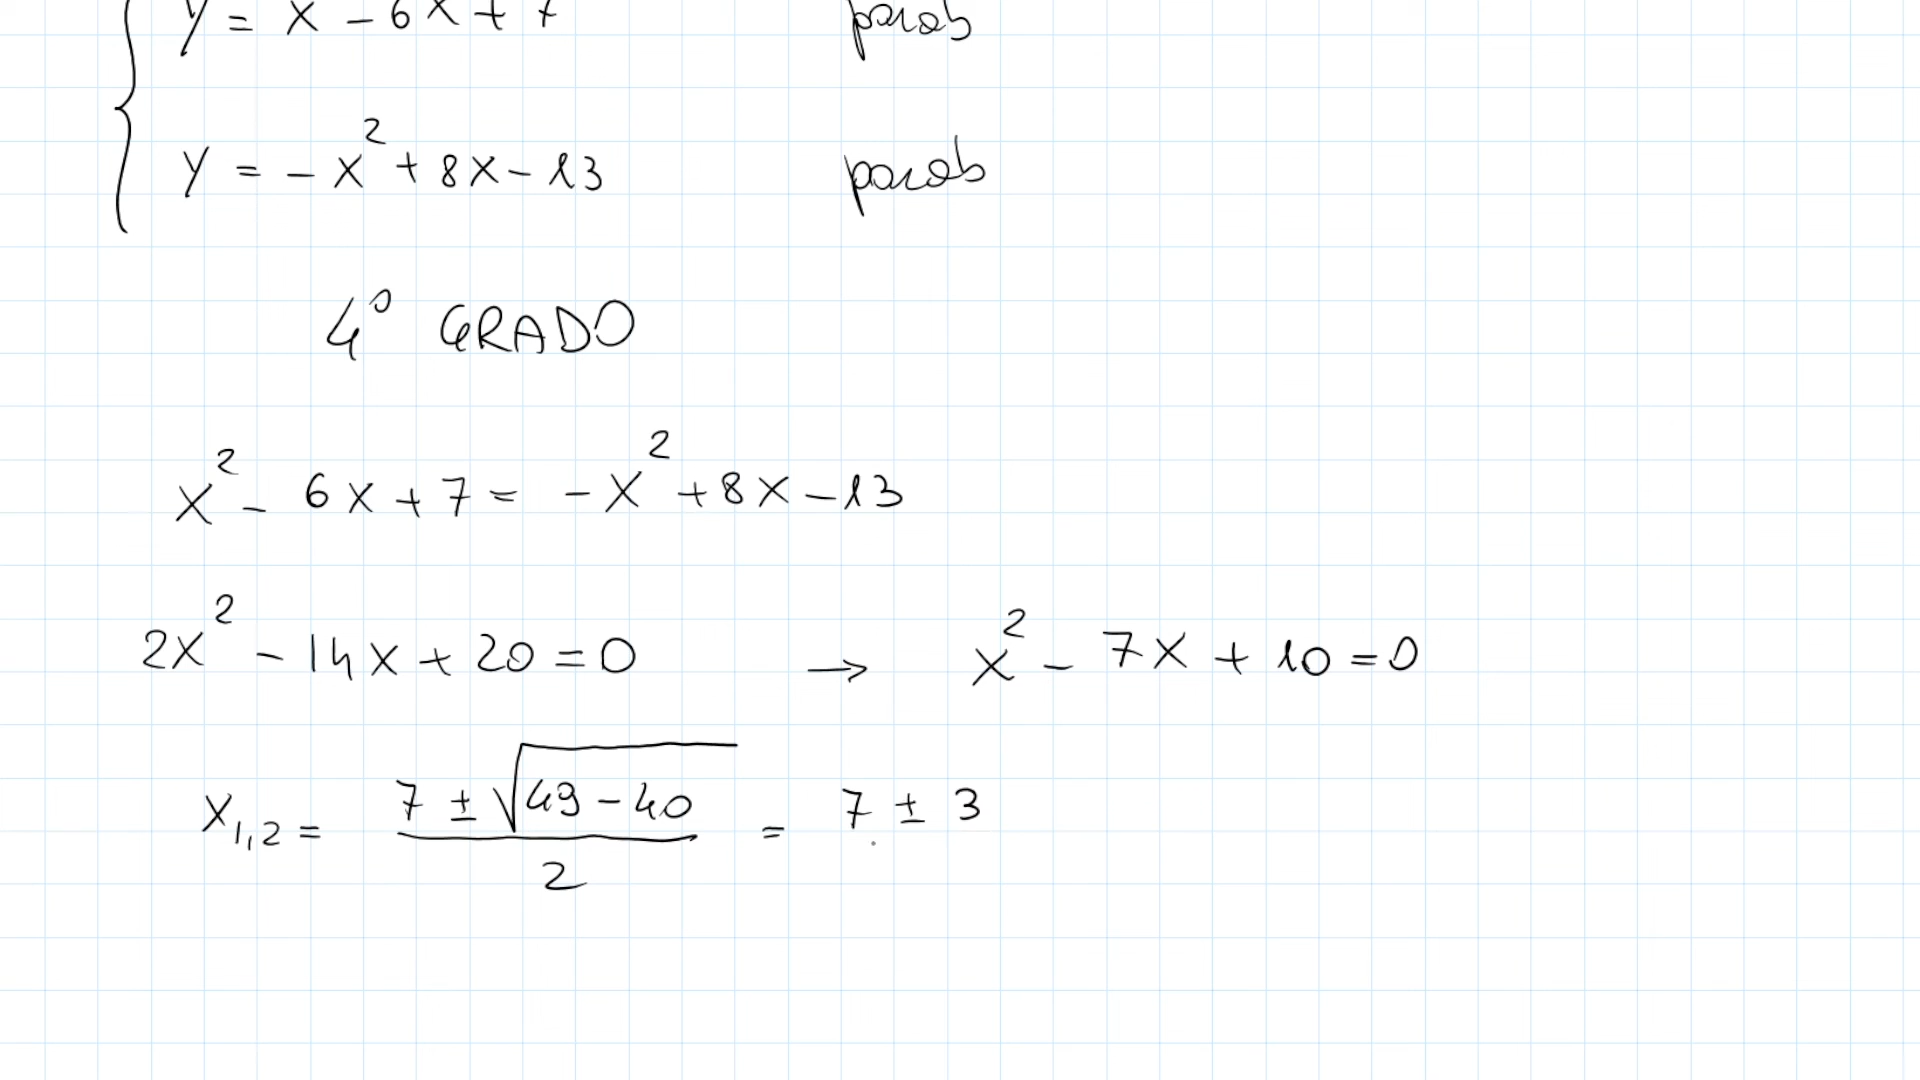 y = x - 6x + 7 parab
y = -x² + 8x - 13 parab
4° GRADO
x² - 6x + 7 = -x² + 8x - 13
2x² - 14x + 20 = 0 → x² - 7x + 10 = 0
x₁,₂ = (7 ± √(49 - 40)) / 2 = 7 ± 3